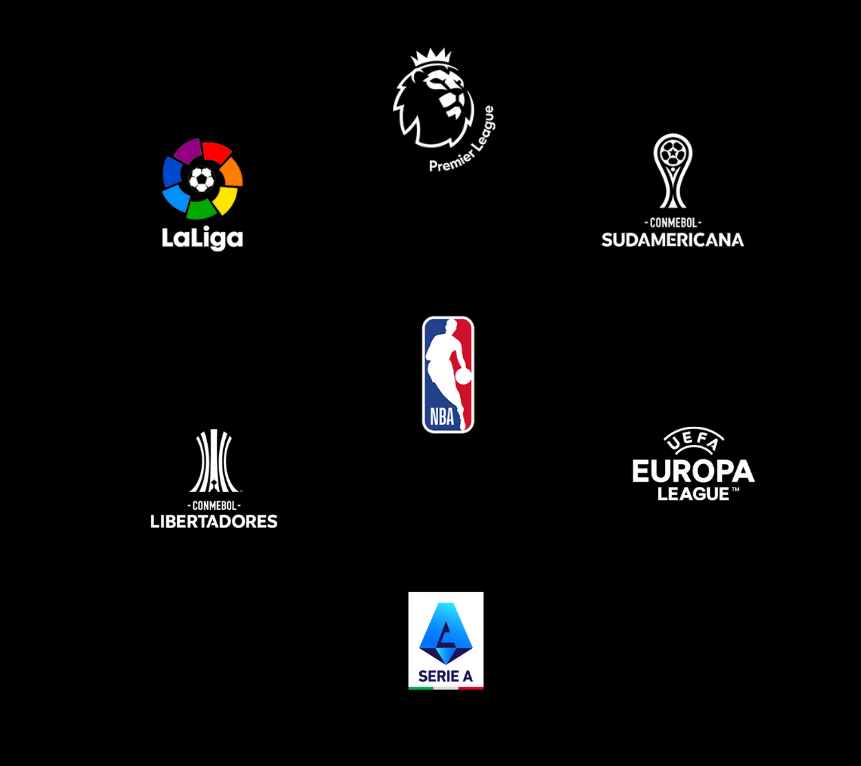 Premier League
LaLiga
- CONMEBOL -
SUDAMERICANA
NBA
UEFA
EUROPA
LEAGUE™
- CONMEBOL -
LIBERTADORES
SERIE A